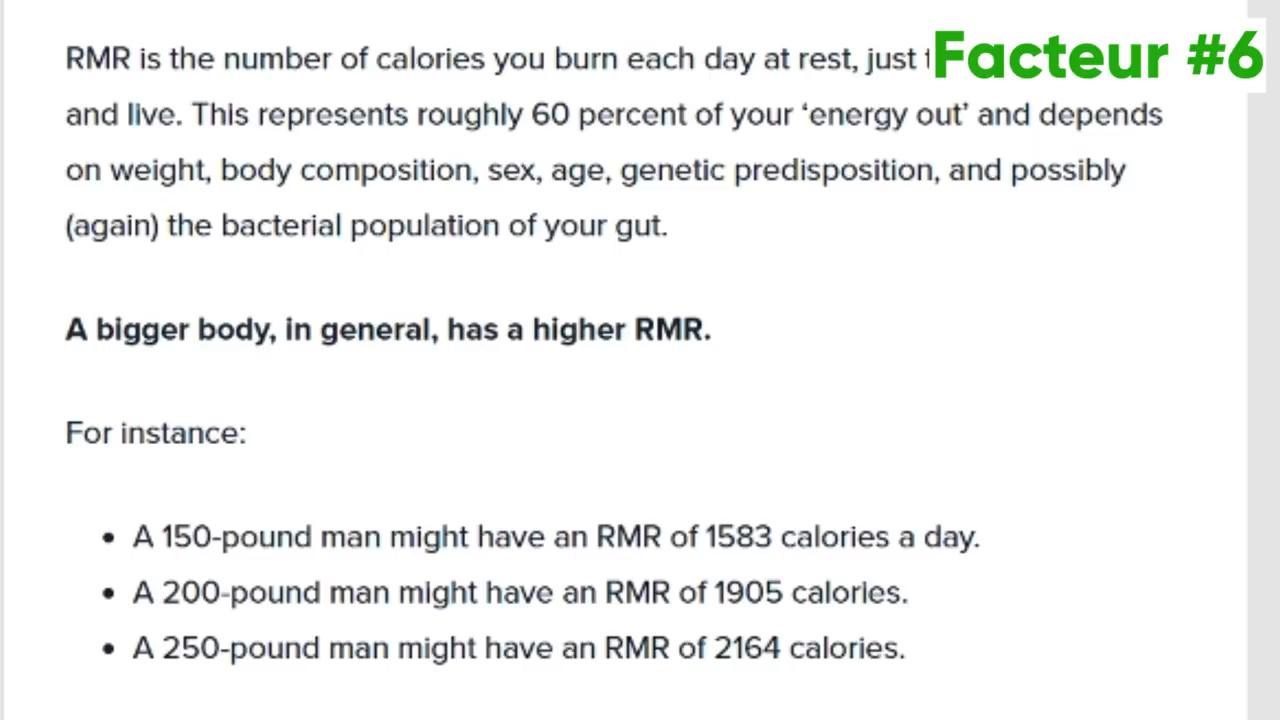 RMR is the number of calories you burn each day at rest, just
Facteur #6
and live. This represents roughly 60 percent of your ‘energy out’ and depends
on weight, body composition, sex, age, genetic predisposition, and possibly
(again) the bacterial population of your gut.
A bigger body, in general, has a higher RMR.
For instance:
• A 150-pound man might have an RMR of 1583 calories a day.
• A 200-pound man might have an RMR of 1905 calories.
• A 250-pound man might have an RMR of 2164 calories.